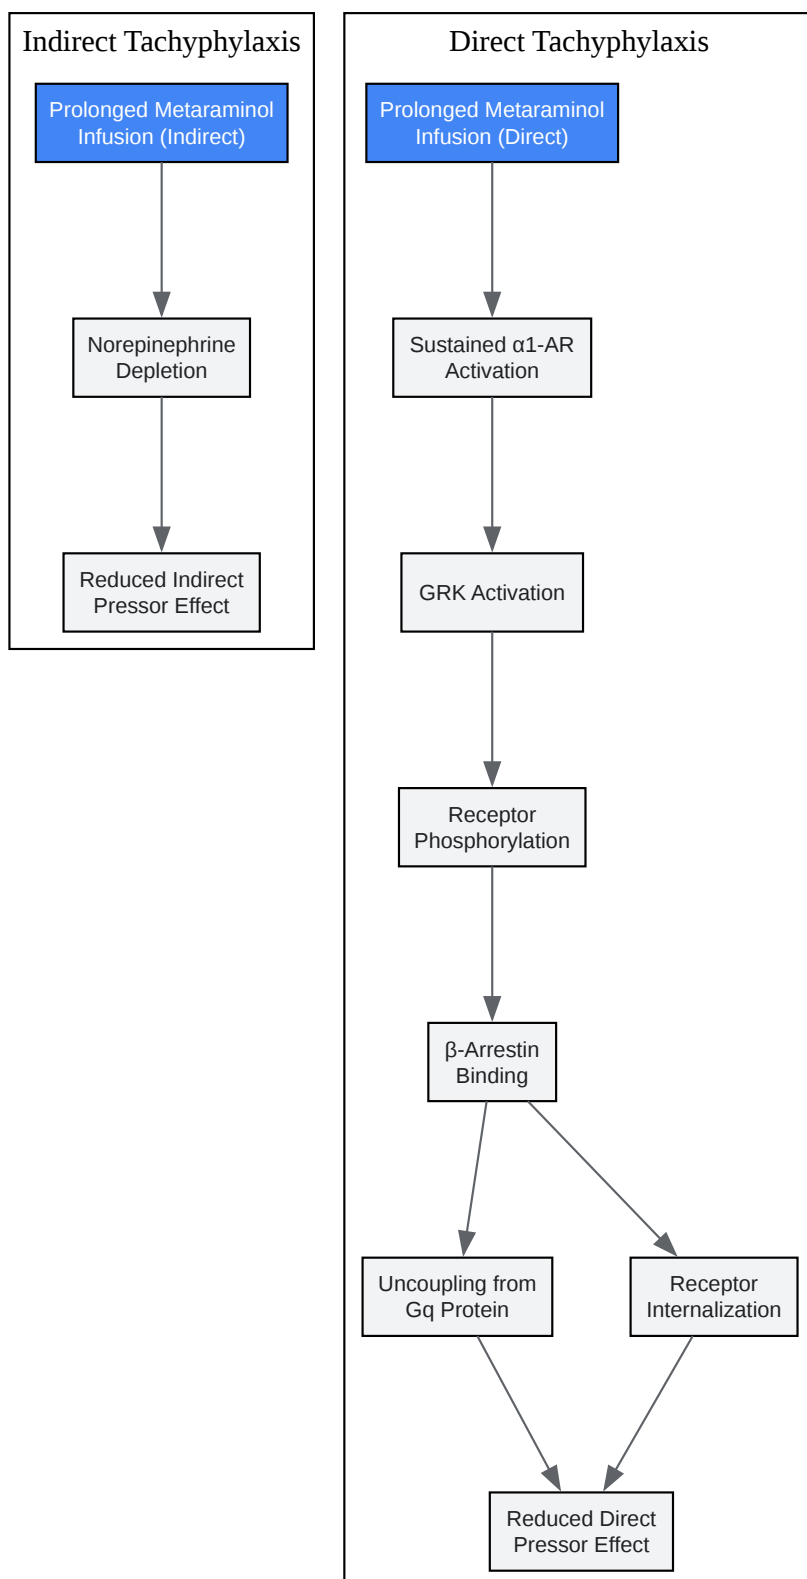 Indirect Tachyphylaxis
Prolonged Metaraminol
Infusion (Indirect)
Norepinephrine
Depletion
Reduced Indirect
Pressor Effect
Direct Tachyphylaxis
Prolonged Metaraminol
Infusion (Direct)
Sustained α1-AR
Activation
GRK Activation
Receptor
Phosphorylation
β-Arrestin
Binding
Uncoupling from
Gq Protein
Receptor
Internalization
Reduced Direct
Pressor Effect